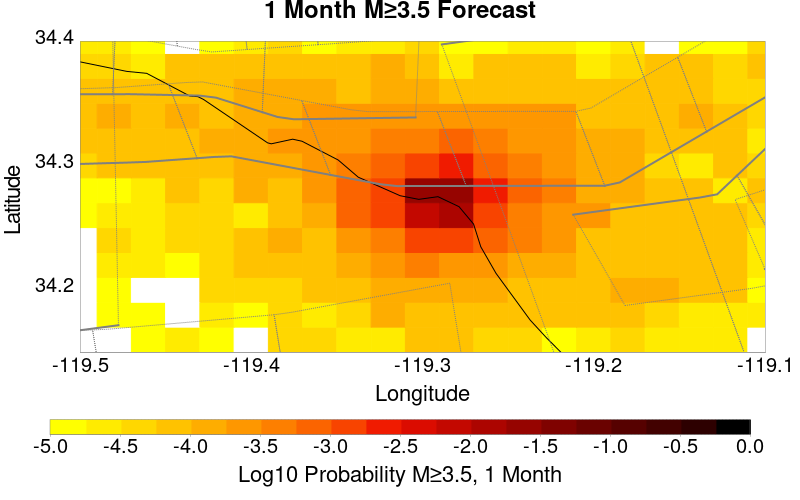 1 Month M≥3.5 Forecast
34.4
34.3
34.2
Latitude
-119.5 -119.4 -119.3 -119.2 -119.1
Longitude
-5.0 -4.5 -4.0 -3.5 -3.0 -2.5 -2.0 -1.5 -1.0 -0.5 0.0
Log10 Probability M≥3.5, 1 Month